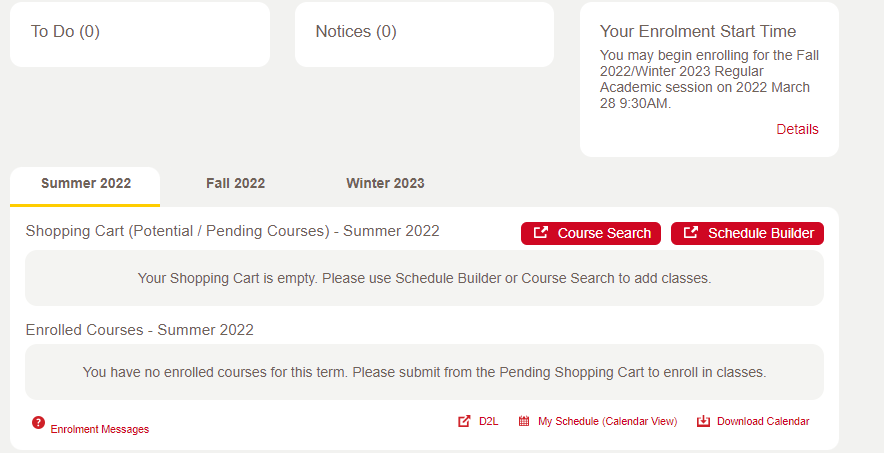 To Do (0)
Notices (0)
Your Enrolment Start Time
You may begin enrolling for the Fall
2022/Winter 2023 Regular
Academic session on 2022 March
28 9:30AM.
Details
Summer 2022
Fall 2022
Winter 2023
Shopping Cart (Potential / Pending Courses) - Summer 2022
Course Search
Schedule Builder
Your Shopping Cart is empty. Please use Schedule Builder or Course Search to add classes.
Enrolled Courses - Summer 2022
You have no enrolled courses for this term. Please submit from the Pending Shopping Cart to enroll in classes.
? Enrolment Messages
D2L
My Schedule (Calendar View)
Download Calendar